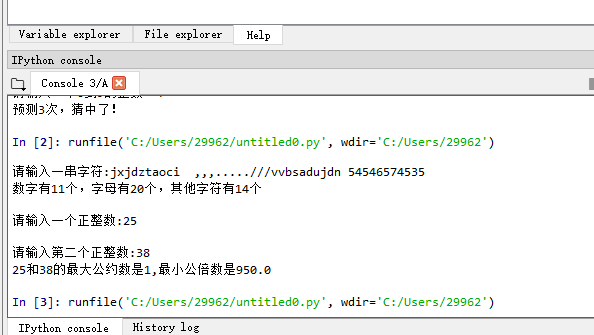 Variable explorer File explorer Help
IPython console
Console 3/A
预测3次，猜中了！
In [2]: runfile('C:/Users/29962/untitled0.py', wdir='C:/Users/29962')
请输入一串字符:jxjdztaoci  ,,,.....///vvbsadujdn 54546574535
数字有11个，字母有20个，其他字符有14个
请输入一个正整数:25
请输入第二个正整数:38
25和38的最大公约数是1,最小公倍数是950.0
In [3]: runfile('C:/Users/29962/untitled0.py', wdir='C:/Users/29962')
IPython console History log